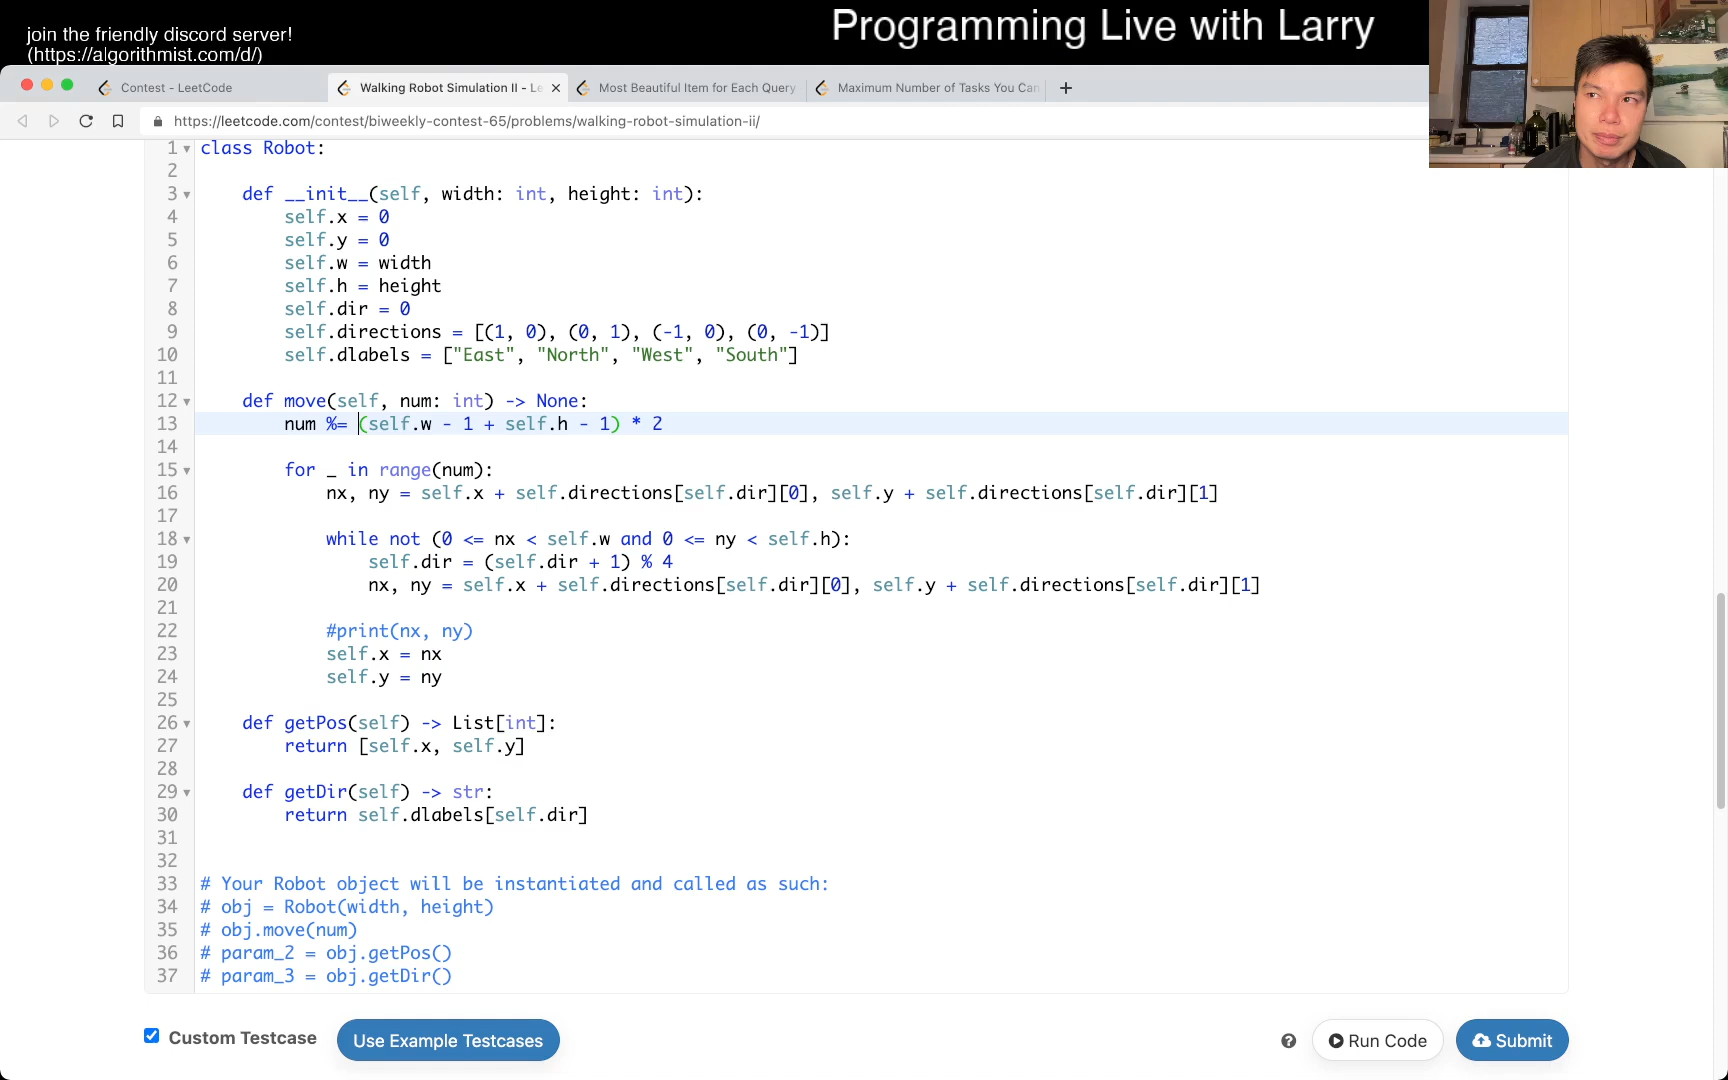 join the friendly discord server!
(https://algorithmist.com/d/)
Programming Live with Larry
Contest - LeetCode
Walking Robot Simulation II - Le
Most Beautiful Item for Each Query
Maximum Number of Tasks You Can
https://leetcode.com/contest/biweekly-contest-65/problems/walking-robot-simulation-ii/
1 class Robot:
2
3 def __init__(self, width: int, height: int):
4 self.x = 0
5 self.y = 0
6 self.w = width
7 self.h = height
8 self.dir = 0
9 self.directions = [(1, 0), (0, 1), (-1, 0), (0, -1)]
10 self.dlabels = ["East", "North", "West", "South"]
11
12 def move(self, num: int) -> None:
13 num %= (self.w - 1 + self.h - 1) * 2
14
15 for _ in range(num):
16 nx, ny = self.x + self.directions[self.dir][0], self.y + self.directions[self.dir][1]
17
18 while not (0 <= nx < self.w and 0 <= ny < self.h):
19 self.dir = (self.dir + 1) % 4
20 nx, ny = self.x + self.directions[self.dir][0], self.y + self.directions[self.dir][1]
21
22 #print(nx, ny)
23 self.x = nx
24 self.y = ny
25
26 def getPos(self) -> List[int]:
27 return [self.x, self.y]
28
29 def getDir(self) -> str:
30 return self.dlabels[self.dir]
31
32
33 # Your Robot object will be instantiated and called as such:
34 # obj = Robot(width, height)
35 # obj.move(num)
36 # param_2 = obj.getPos()
37 # param_3 = obj.getDir()
Custom Testcase
Use Example Testcases
Run Code
Submit